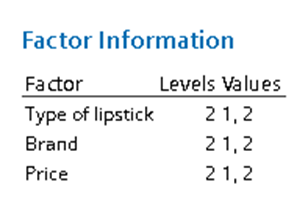 Factor Information
Factor Levels Values
Type of lipstick 2 1, 2
Brand 2 1, 2
Price 2 1, 2